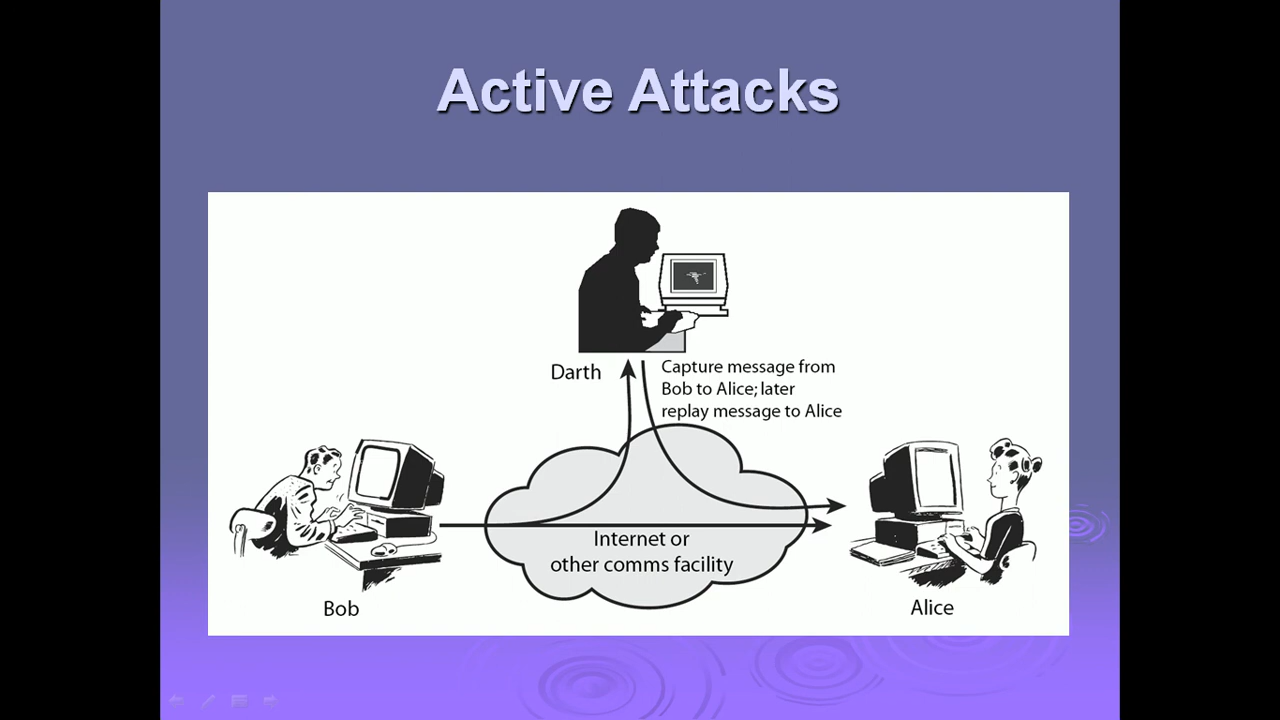 Active Attacks
Darth
Capture message from
Bob to Alice; later
replay message to Alice
Internet or
other comms facility
Bob
Alice